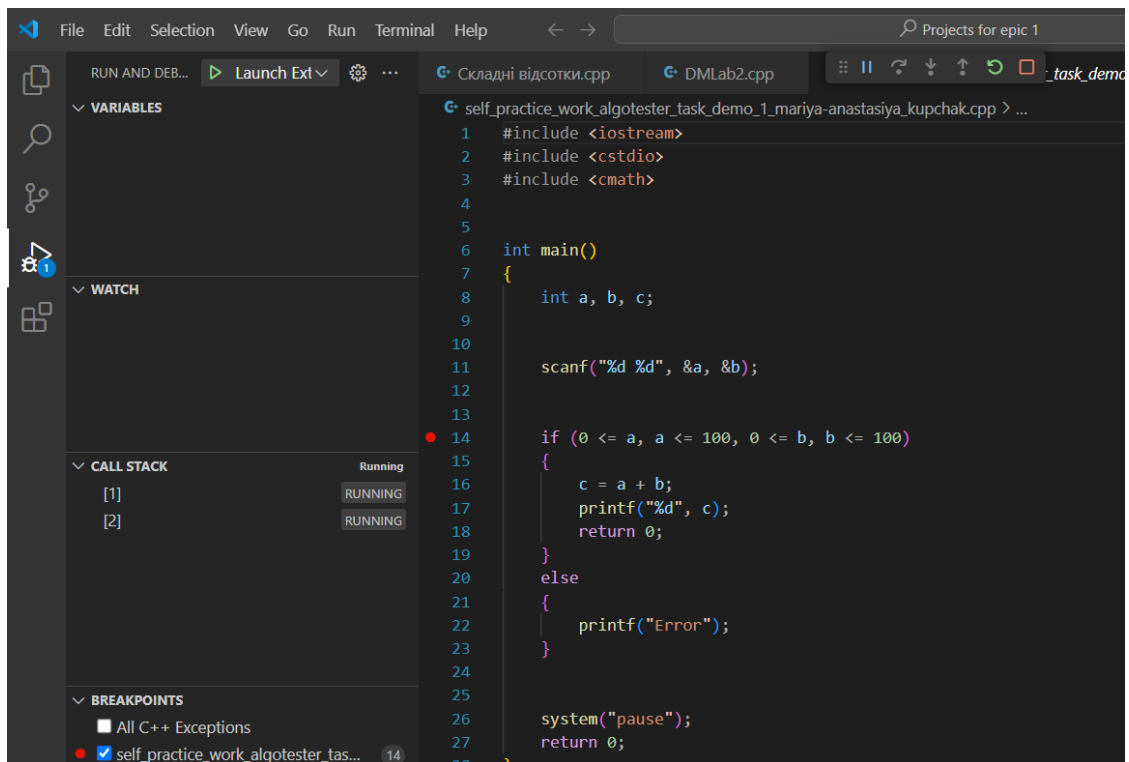 File Edit Selection View Go Run Terminal Help Projects for epic 1
RUN AND DEB... Launch Ext
Складні відсотки.cpp DMLab2.cpp _task_demo
VARIABLES
self_practice_work_algotester_task_demo_1_mariya-anastasiya_kupchak.cpp > ...
1 #include <iostream>
2 #include <cstdio>
3 #include <cmath>
4
5
6 int main()
7 {
8 int a, b, c;
9
10
11 scanf("%d %d", &a, &b);
12
13
14 if (0 <= a, a <= 100, 0 <= b, b <= 100)
15 {
16 c = a + b;
17 printf("%d", c);
18 return 0;
19 }
20 else
21 {
22 printf("Error");
23 }
24
25
26 system("pause");
27 return 0;
1
WATCH
CALL STACK Running
[1] RUNNING
[2] RUNNING
BREAKPOINTS
All C++ Exceptions
self_practice_work_algotester_tas... 14